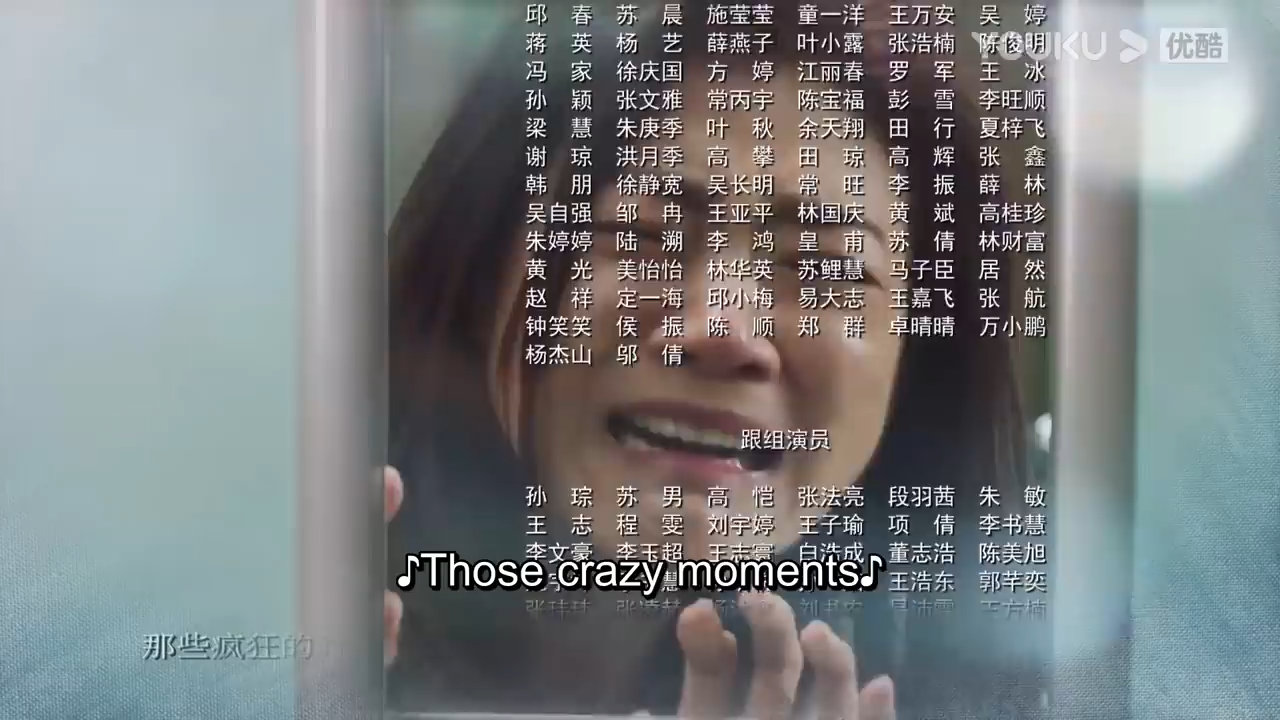 邱 春 苏 晨 施莹莹 童一洋 王万安 吴 婷
蒋 英 杨 艺 薛燕子 叶小露 张浩楠 陈俊明
YOUKU 优酷
冯 家 徐庆国 方 婷 江丽春 罗 军 王 冰
孙 颖 张文雅 常丙宇 陈宝福 彭 雪 李旺顺
梁 慧 朱庚季 叶 秋 余天翔 田 行 夏梓飞
谢 琼 洪月季 高 攀 田 琼 高 辉 张 鑫
韩 朋 徐静宽 吴长明 常 旺 李 振 薛 林
吴自强 邹 冉 王亚平 林国庆 黄 斌 高桂珍
朱婷婷 陆 溯 李 鸿 皇 甫 苏 倩 林财富
黄 光 美怡怡 林华英 苏鲤慧 马子臣 居 然
赵 祥 定一海 邱小梅 易大志 王嘉飞 张 航
钟笑笑 侯 振 陈 顺 郑 群 卓晴晴 万小鹏
杨杰山 邬 倩
跟组演员
孙 琮 苏 男 高 恺 张法亮 段羽茜 朱 敏
王 志 程 雯 刘宇婷 王子瑜 项 倩 李书慧
李文豪 李玉超 王志寰 白浩成 董志浩 陈美旭
♪Those crazy moments♪
王浩东 郭芊奕
那些疯狂的